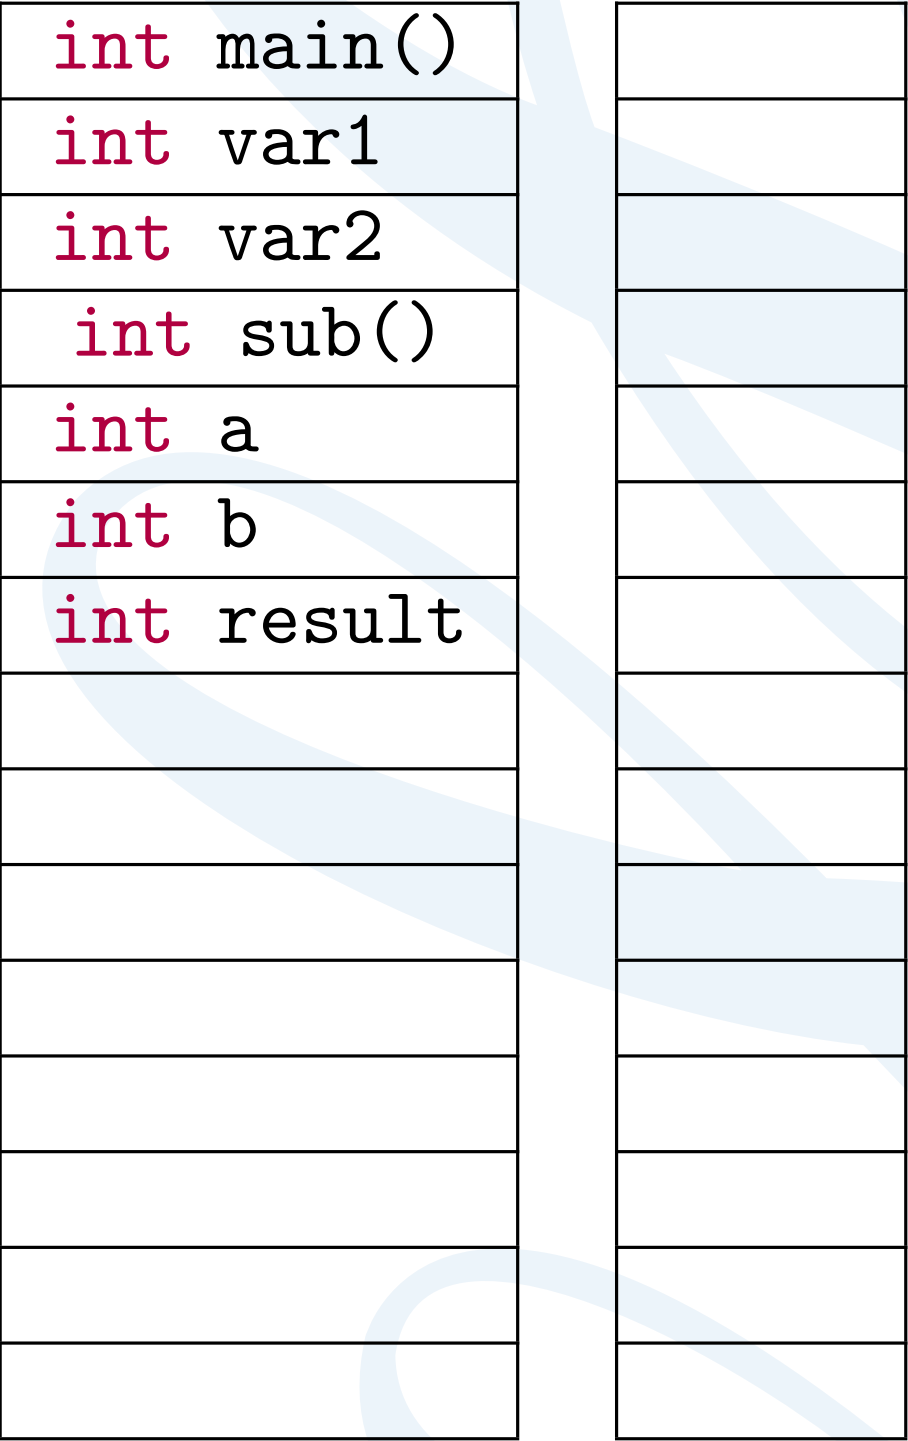 int main()
int var1
int var2
int sub()
int a
int b
int result